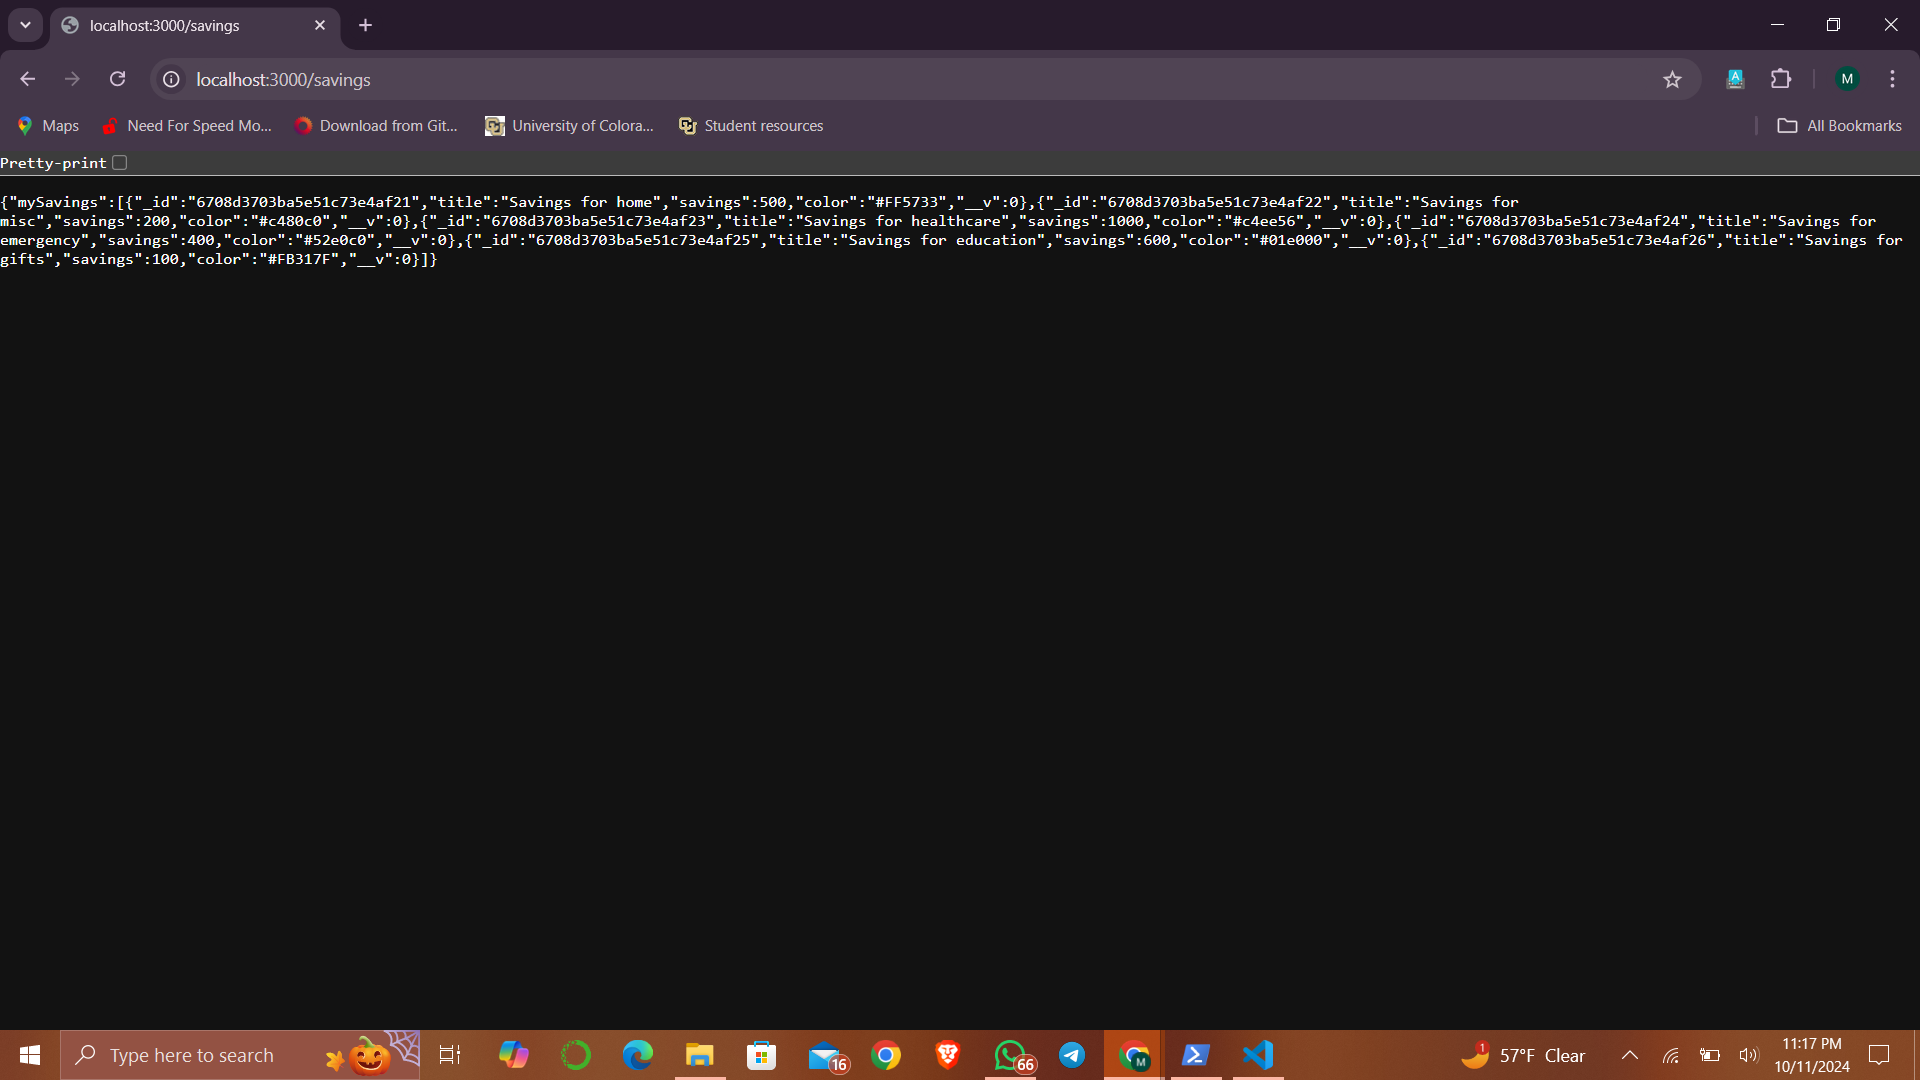 localhost:3000/savings
localhost:3000/savings
M
Maps
Need For Speed Mo...
Download from Git...
University of Colora...
Student resources
All Bookmarks
Pretty-print
{"mySavings":[{"_id":"6708d3703ba5e51c73e4af21","title":"Savings for home","savings":500,"color":"#FF5733","__v":0},{"_id":"6708d3703ba5e51c73e4af22","title":"Savings for
misc","savings":200,"color":"#c480c0","__v":0},{"_id":"6708d3703ba5e51c73e4af23","title":"Savings for healthcare","savings":1000,"color":"#c4ee56","__v":0},{"_id":"6708d3703ba5e51c73e4af24","title":"Savings for
emergency","savings":400,"color":"#52e0c0","__v":0},{"_id":"6708d3703ba5e51c73e4af25","title":"Savings for education","savings":600,"color":"#01e000","__v":0},{"_id":"6708d3703ba5e51c73e4af26","title":"Savings for
gifts","savings":100,"color":"#FB317F","__v":0}]}
Type here to search
16
66
M
1
57°F Clear
11:17 PM
10/11/2024